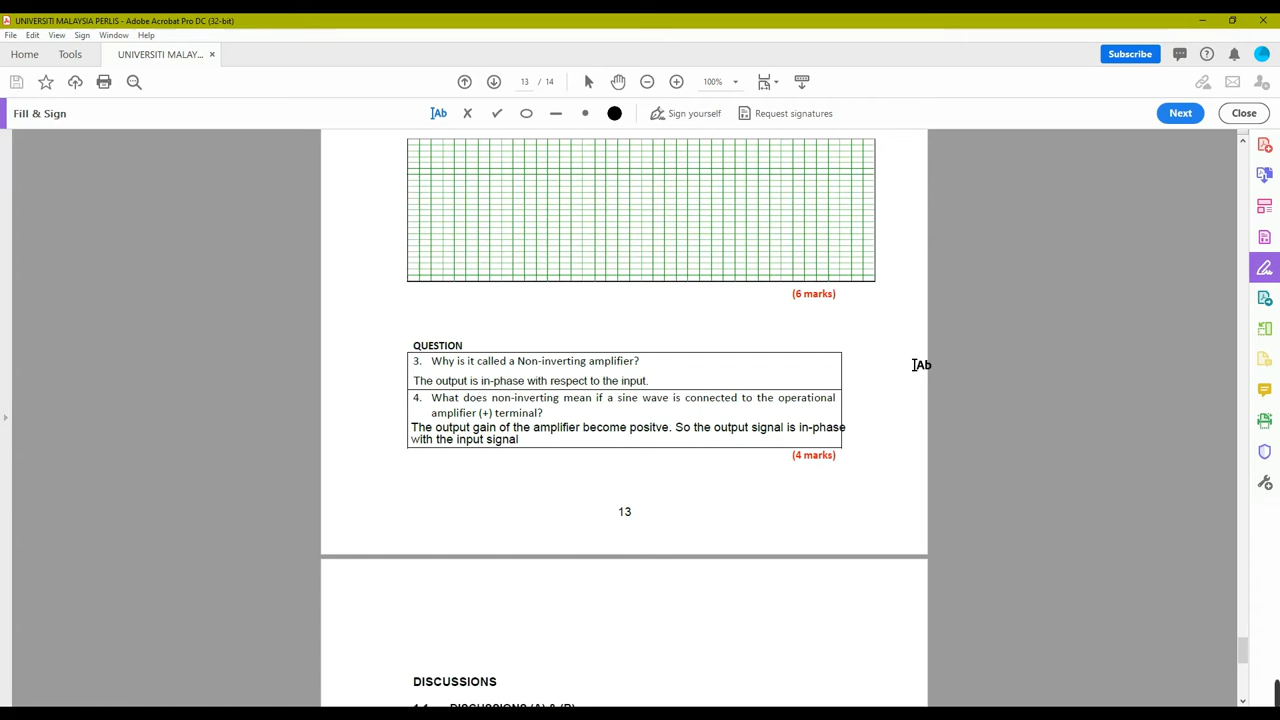 UNIVERSITI MALAYSIA PERLIS - Adobe Acrobat Pro DC (32-bit)
File Edit View Sign Window Help
Home Tools UNIVERSITI MALAY... × Subscribe
13 / 14 100%
Fill & Sign Ab Sign yourself Request signatures Next Close
(6 marks)
QUESTION
3. Why is it called a Non-inverting amplifier?
The output is in-phase with respect to the input.
4. What does non-inverting mean if a sine wave is connected to the operational
amplifier (+) terminal?
The output gain of the amplifier become positve. So the output signal is in-phase
with the input signal
(4 marks)
Ab
13
DISCUSSIONS
1.1 DISCUSSIONS (A) & (B)